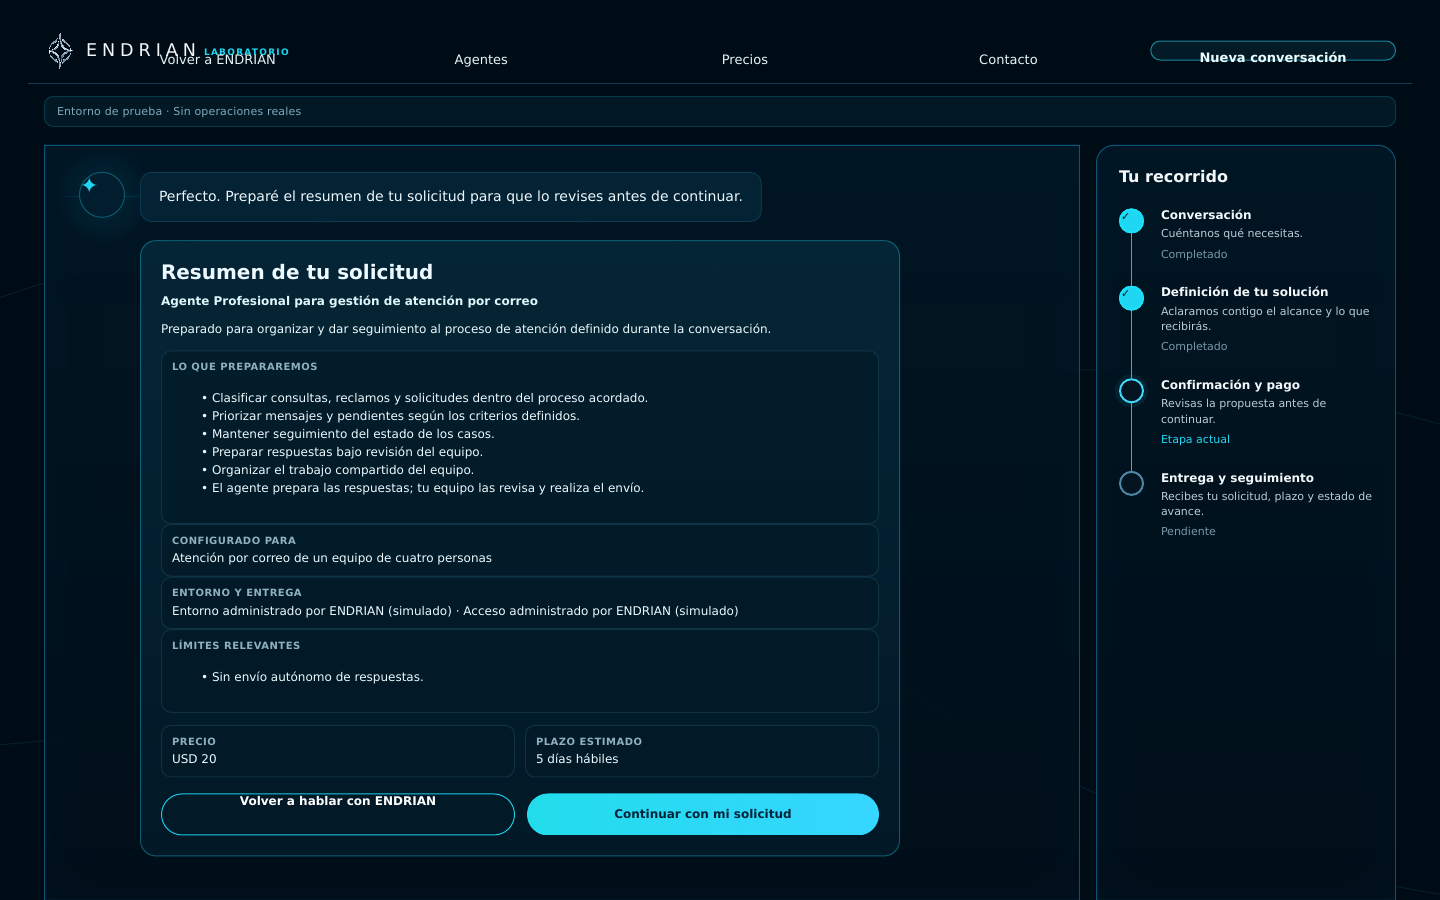 ENDRIAN LABORATORIO
Volver a ENDRIAN
Agentes
Precios
Contacto
Nueva conversación
Entorno de prueba · Sin operaciones reales
Perfecto. Preparé el resumen de tu solicitud para que lo revises antes de continuar.
Resumen de tu solicitud
Agente Profesional para gestión de atención por correo
Preparado para organizar y dar seguimiento al proceso de atención definido durante la conversación.
LO QUE PREPARAREMOS
• Clasificar consultas, reclamos y solicitudes dentro del proceso acordado.
• Priorizar mensajes y pendientes según los criterios definidos.
• Mantener seguimiento del estado de los casos.
• Preparar respuestas bajo revisión del equipo.
• Organizar el trabajo compartido del equipo.
• El agente prepara las respuestas; tu equipo las revisa y realiza el envío.
CONFIGURADO PARA
Atención por correo de un equipo de cuatro personas
ENTORNO Y ENTREGA
Entorno administrado por ENDRIAN (simulado) · Acceso administrado por ENDRIAN (simulado)
LÍMITES RELEVANTES
• Sin envío autónomo de respuestas.
PRECIO
USD 20
PLAZO ESTIMADO
5 días hábiles
Volver a hablar con ENDRIAN
Continuar con mi solicitud
Tu recorrido
Conversación
Cuéntanos qué necesitas.
Completado
Definición de tu solución
Aclaramos contigo el alcance y lo que
recibirás.
Completado
Confirmación y pago
Revisas la propuesta antes de
continuar.
Etapa actual
Entrega y seguimiento
Recibes tu solicitud, plazo y estado de
avance.
Pendiente